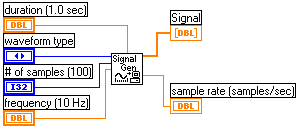 duration (1.0 sec)
DBL
waveform type
# of samples (100)
I32
frequency (10 Hz)
DBL
Signal
Gen
Signal
[DBL]
sample rate (samples/sec)
DBL